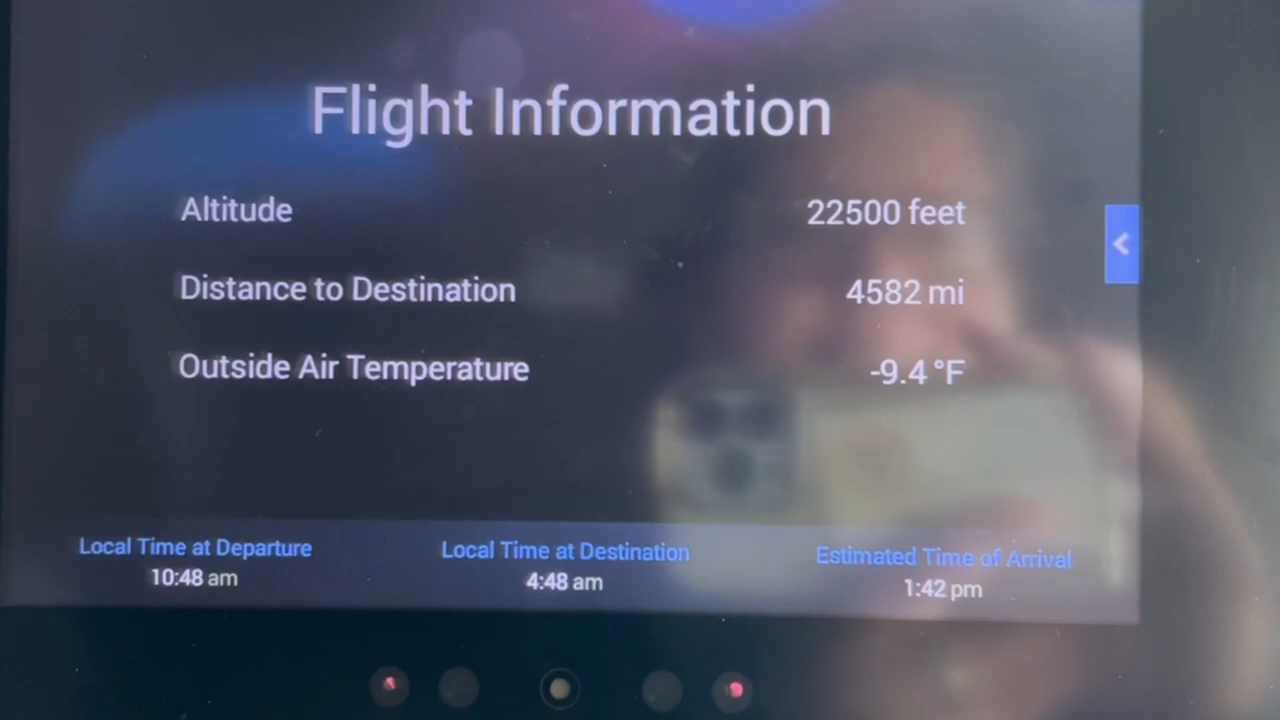 Flight Information
Altitude 22500 feet
Distance to Destination 4582 mi
Outside Air Temperature -9.4 °F
Local Time at Departure Local Time at Destination Estimated Time of Arrival
10:48 am 4:48 am 1:42 pm